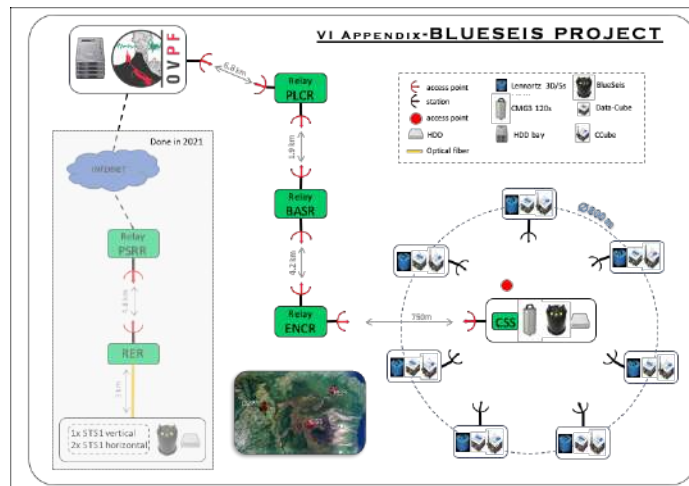 VI APPENDIX-BLUESEIS PROJECT
OVPF
6.8 km
Relay
PLCR
access point
station
access point
HDD
Optical fiber
Lennartz 3D/5s
CMG3 120s
HDD bay
BlueSeis
Data-Cube
CCube
Done in 2021
INTERNET
1.9 km
Relay
BASR
Relay
PSRR
4.2 km
Relay
ENCR
750m
CSS
RER
1x STS1 vertical
2x STS1 horizontal